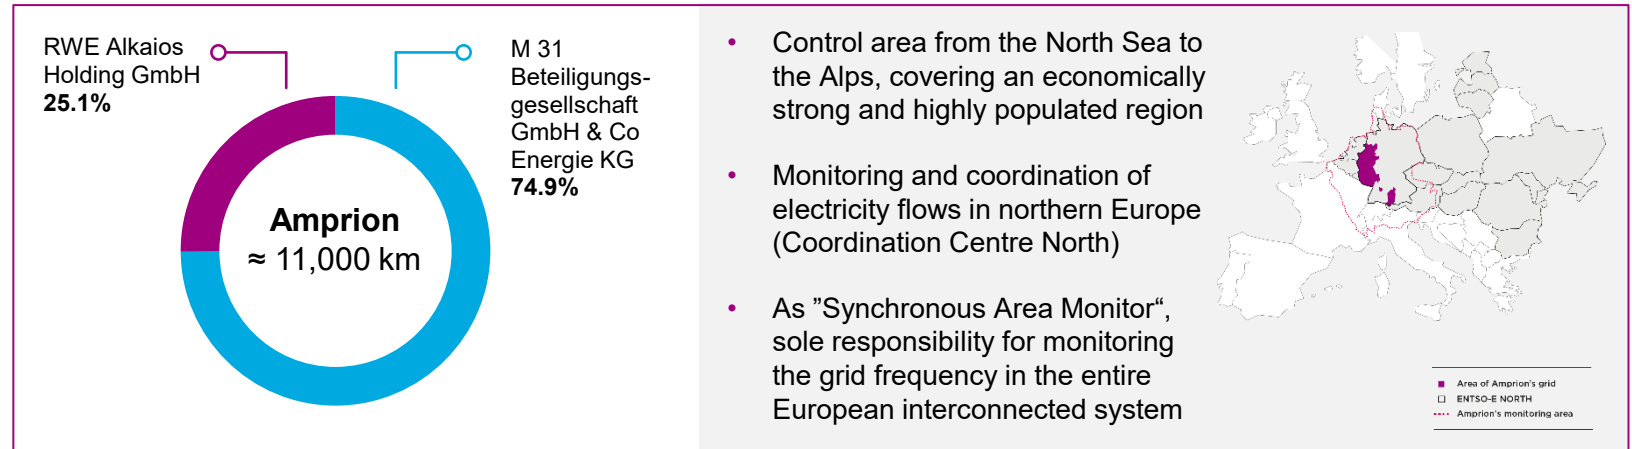 RWE Alkaios
Holding GmbH
25.1%
M 31
Beteiligungs-
gesellschaft
GmbH & Co
Energie KG
74.9%
Amprion
≈ 11,000 km
• Control area from the North Sea to
the Alps, covering an economically
strong and highly populated region
• Monitoring and coordination of
electricity flows in northern Europe
(Coordination Centre North)
• As ”Synchronous Area Monitor“,
sole responsibility for monitoring
the grid frequency in the entire
European interconnected system
Area of Amprion's grid
ENTSO-E NORTH
Amprion's monitoring area